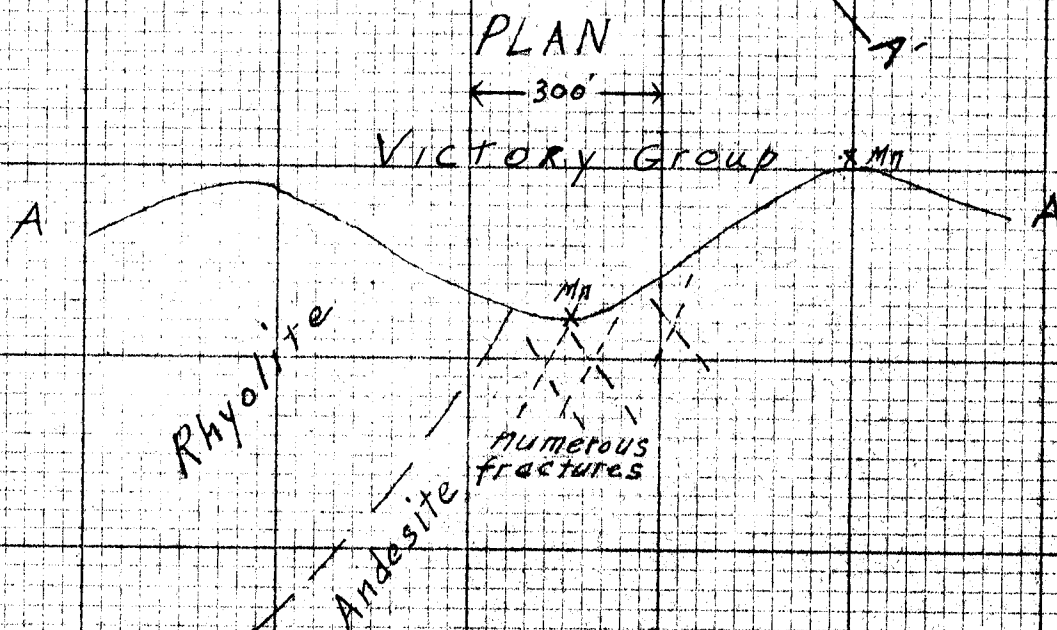 PLAN
A'
300'
Victory Group
Mn
A
A
Mn
Rhyolite
Numerous
fractures
Andesite